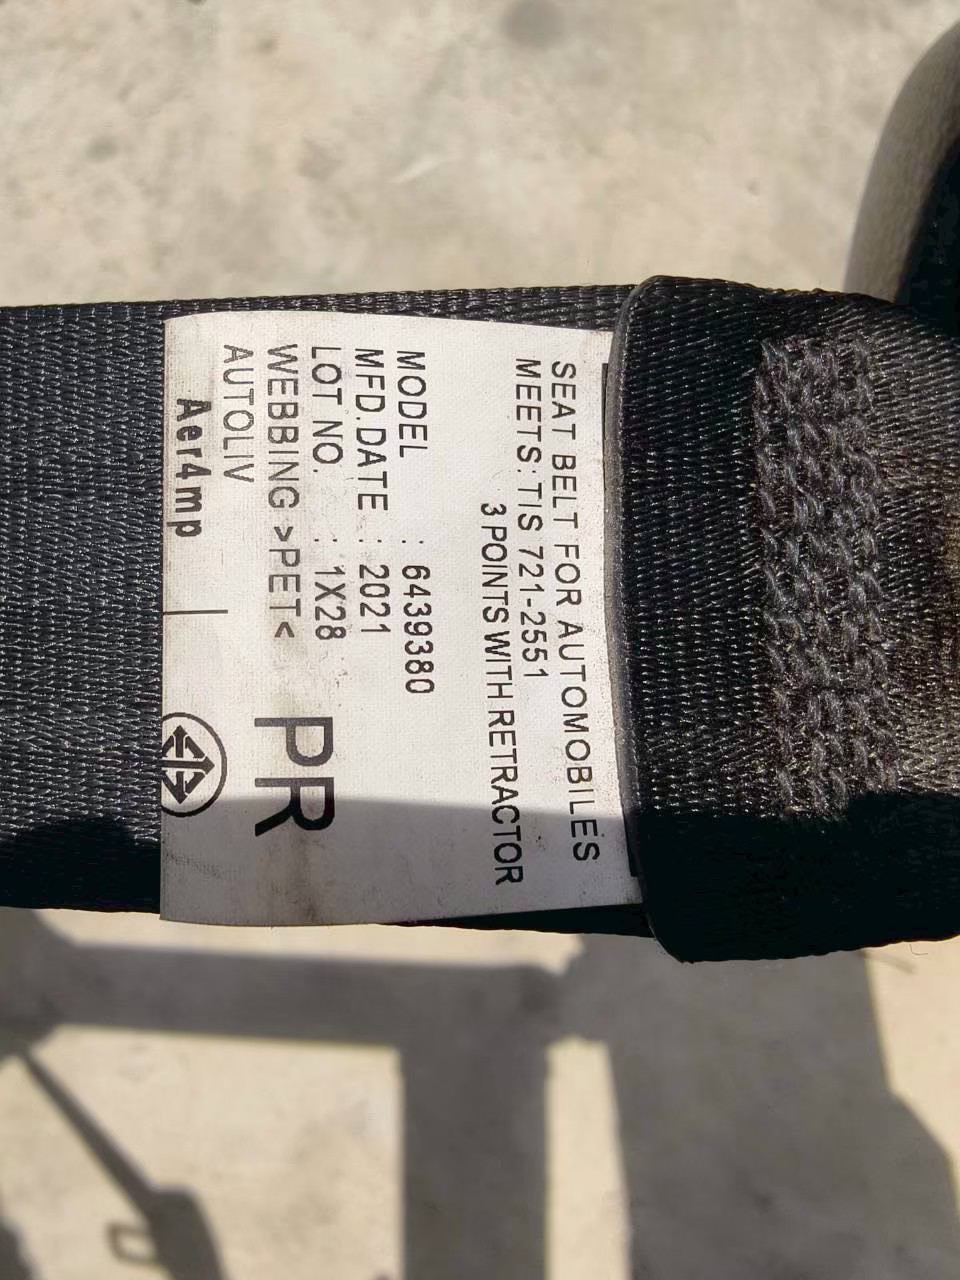 SEAT BELT FOR AUTOMOBILES
MEETS: TIS 721-2551
3 POINTS WITH RETRACTOR
MODEL : 6439380
MFD.DATE : 2021
LOT NO. : 1X28
WEBBING >PET<
AUTOLIV
PR
Aer4mp